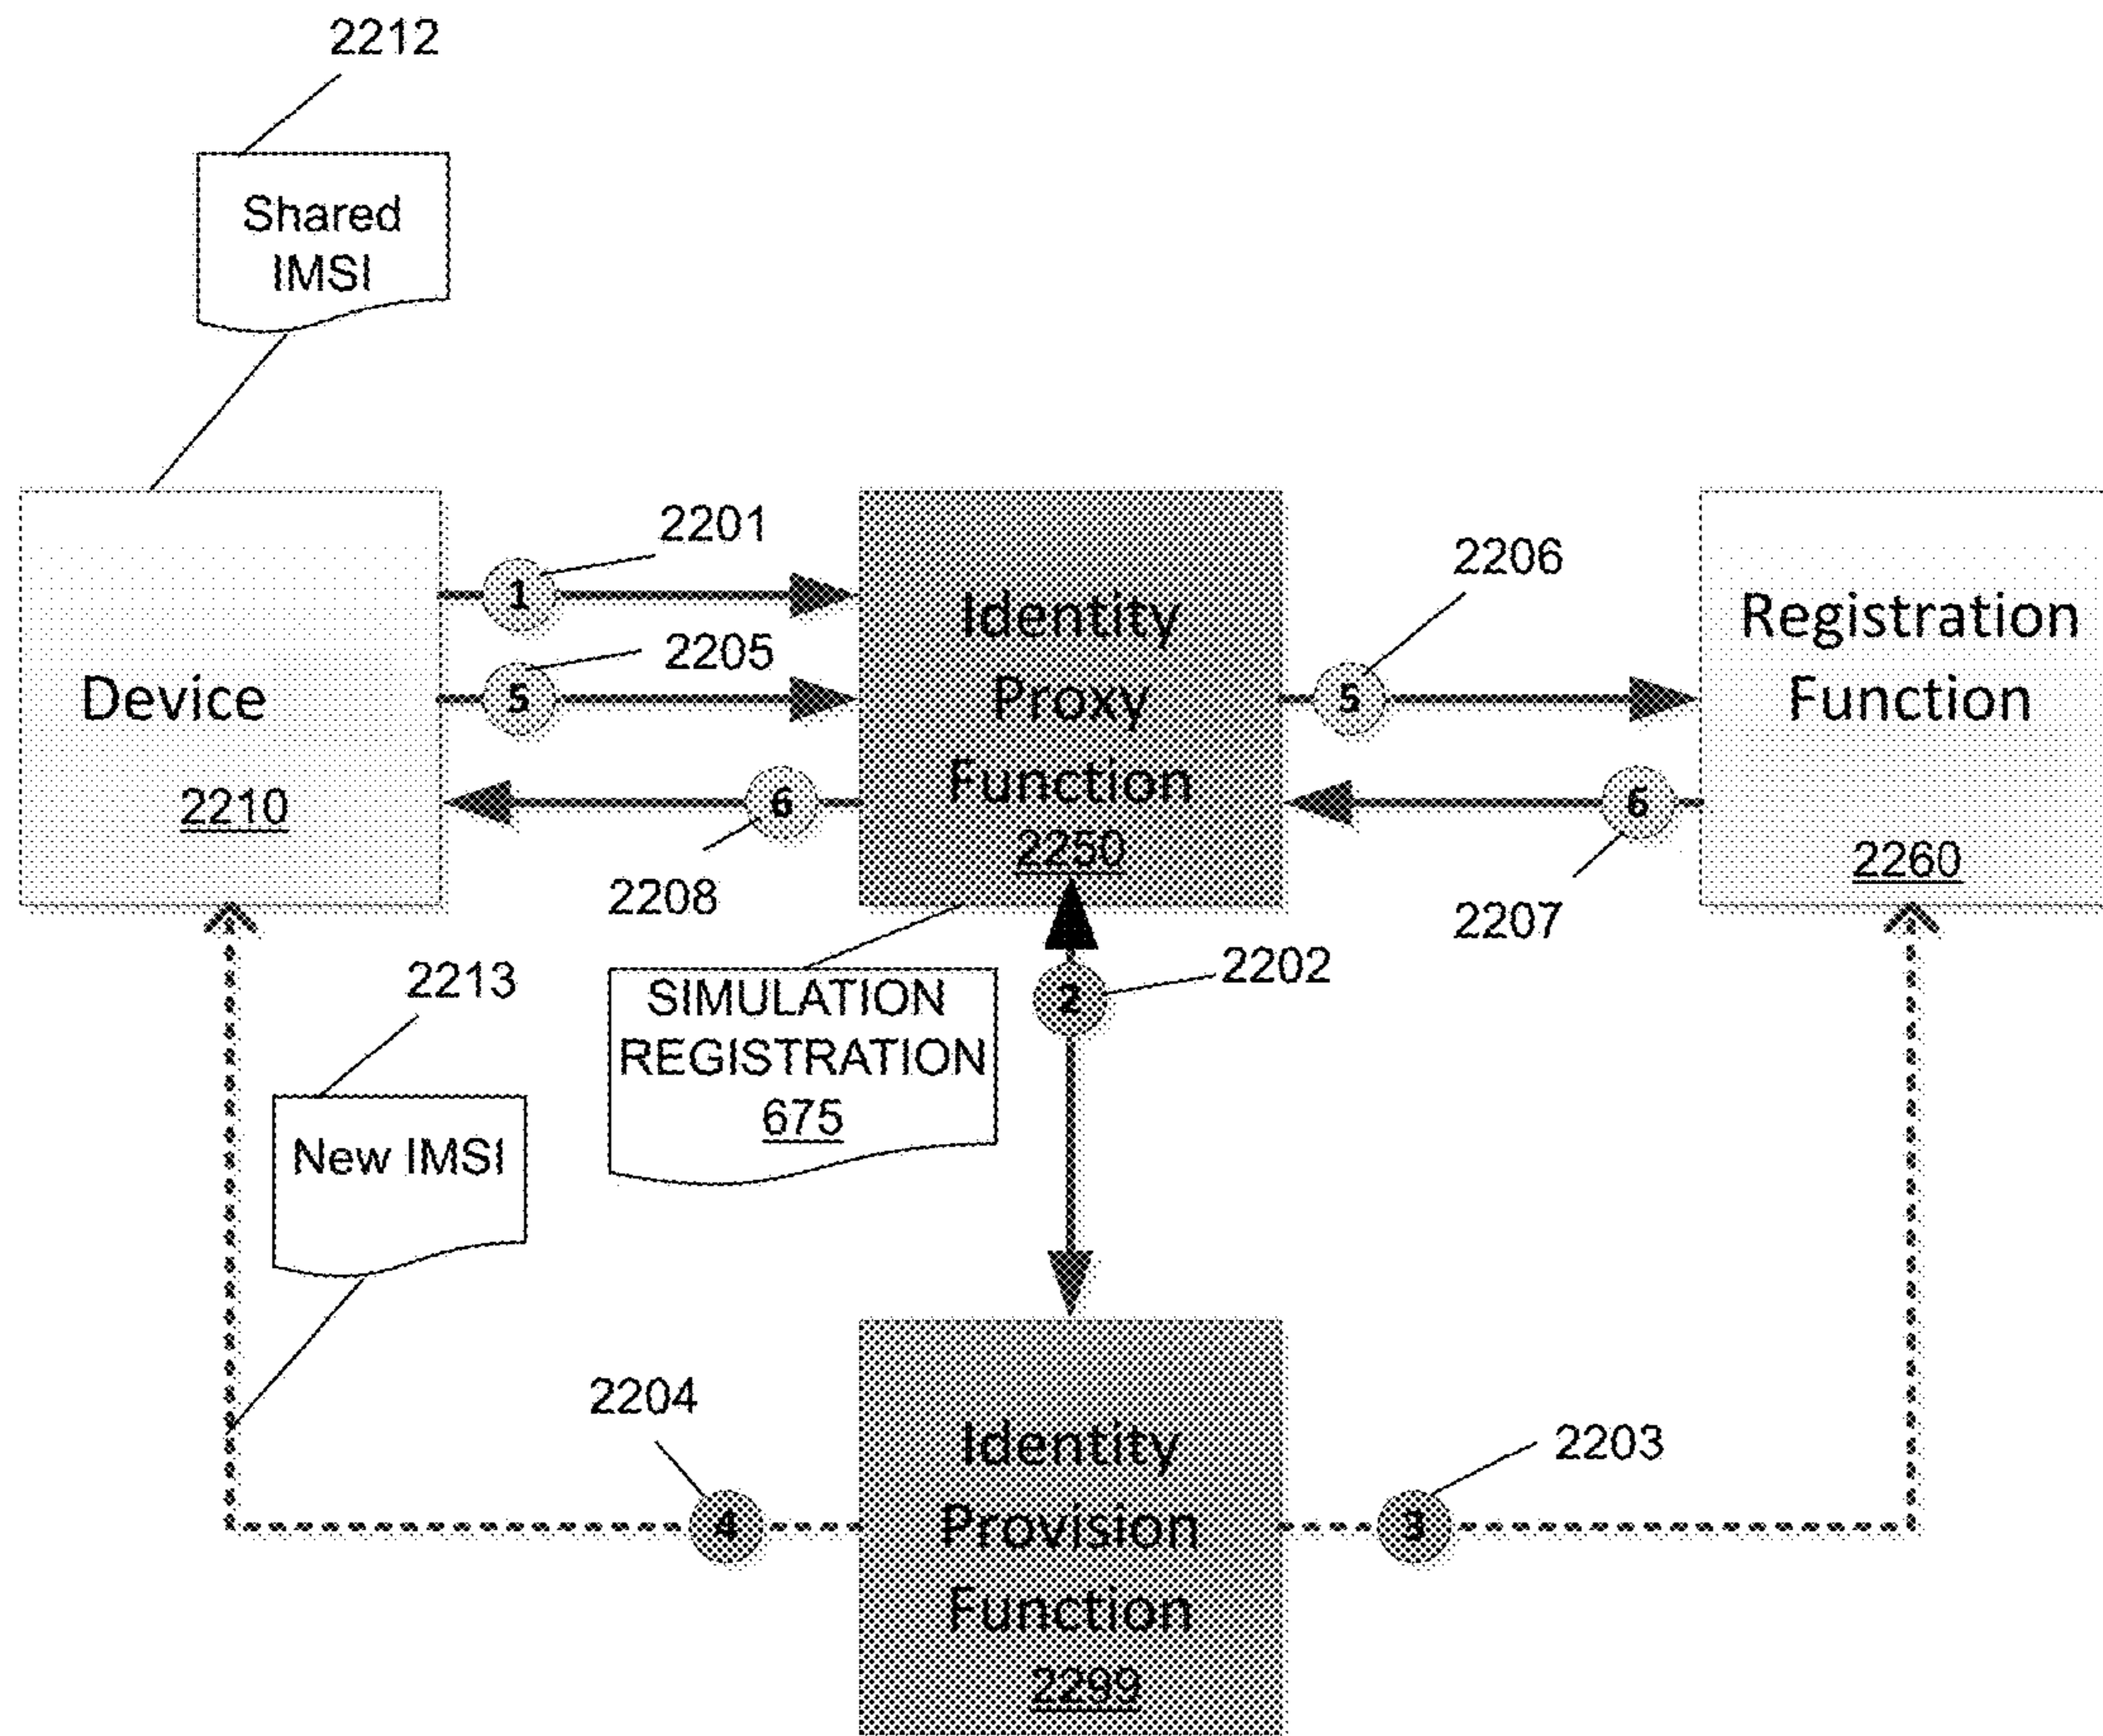 2212
Shared
IMSI
2201
1
2205
5
Device
2210
6
2208
Identity
Proxy
Function
2250
2206
5
6
2207
Registration
Function
2260
2213
New IMSI
SIMULATION
REGISTRATION
675
2
2202
2204
4
Identity
Provision
Function
2299
3
2203